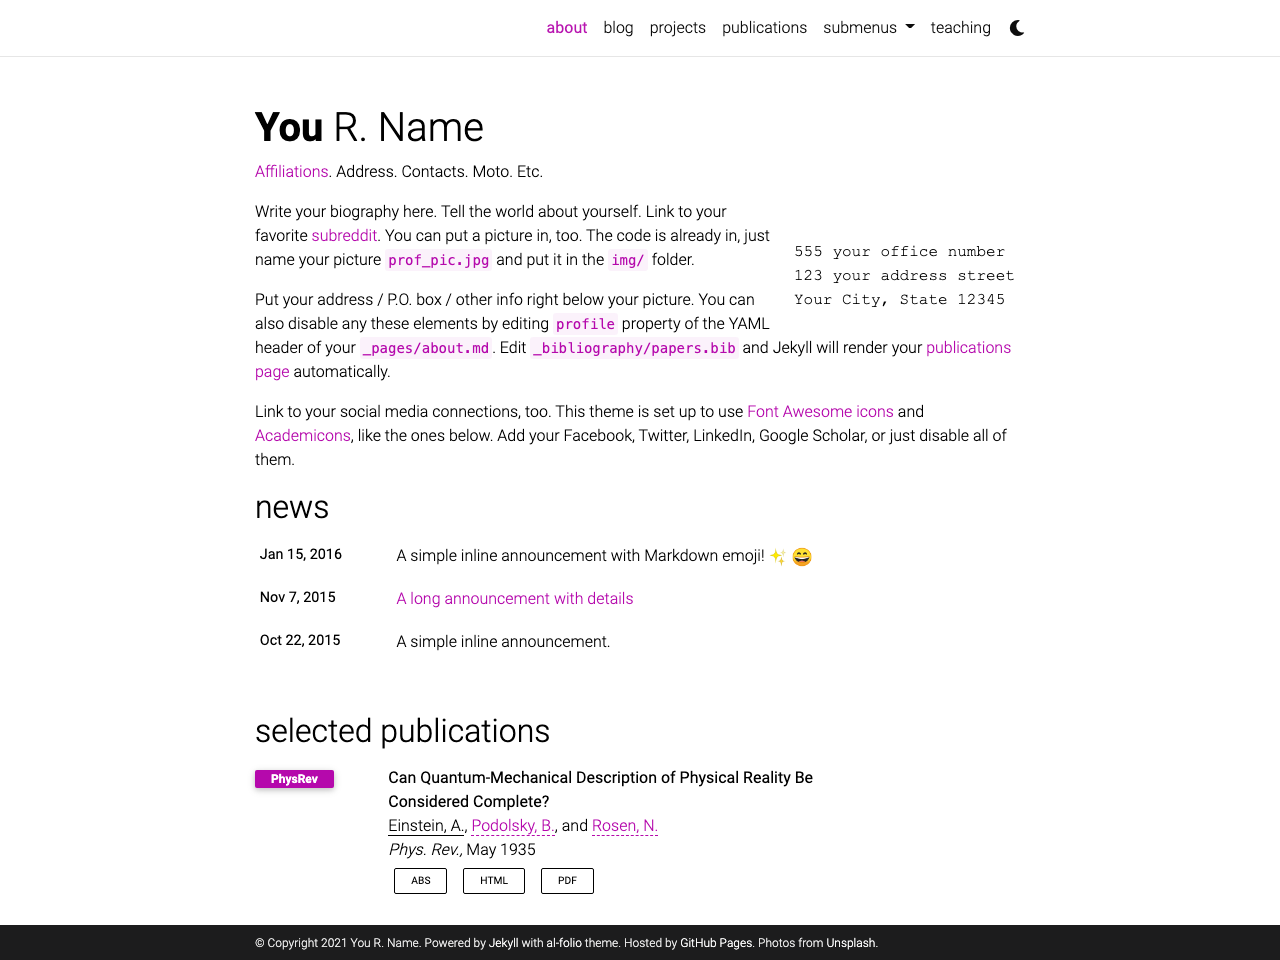 about blog projects publications submenus teaching
You R. Name
Affiliations. Address. Contacts. Moto. Etc.
Write your biography here. Tell the world about yourself. Link to your
favorite subreddit. You can put a picture in, too. The code is already in, just
name your picture prof_pic.jpg and put it in the img/ folder.
555 your office number
123 your address street
Your City, State 12345
Put your address / P.O. box / other info right below your picture. You can
also disable any these elements by editing profile property of the YAML
header of your _pages/about.md. Edit _bibliography/papers.bib and Jekyll will render your publications
page automatically.
Link to your social media connections, too. This theme is set up to use Font Awesome icons and
Academicons, like the ones below. Add your Facebook, Twitter, LinkedIn, Google Scholar, or just disable all of
them.
news
Jan 15, 2016 A simple inline announcement with Markdown emoji! ✨ 😄
Nov 7, 2015 A long announcement with details
Oct 22, 2015 A simple inline announcement.
selected publications
PhysRev
Can Quantum-Mechanical Description of Physical Reality Be
Considered Complete?
Einstein, A., Podolsky, B., and Rosen, N.
Phys. Rev., May 1935
ABS HTML PDF
© Copyright 2021 You R. Name. Powered by Jekyll with al-folio theme. Hosted by GitHub Pages. Photos from Unsplash.